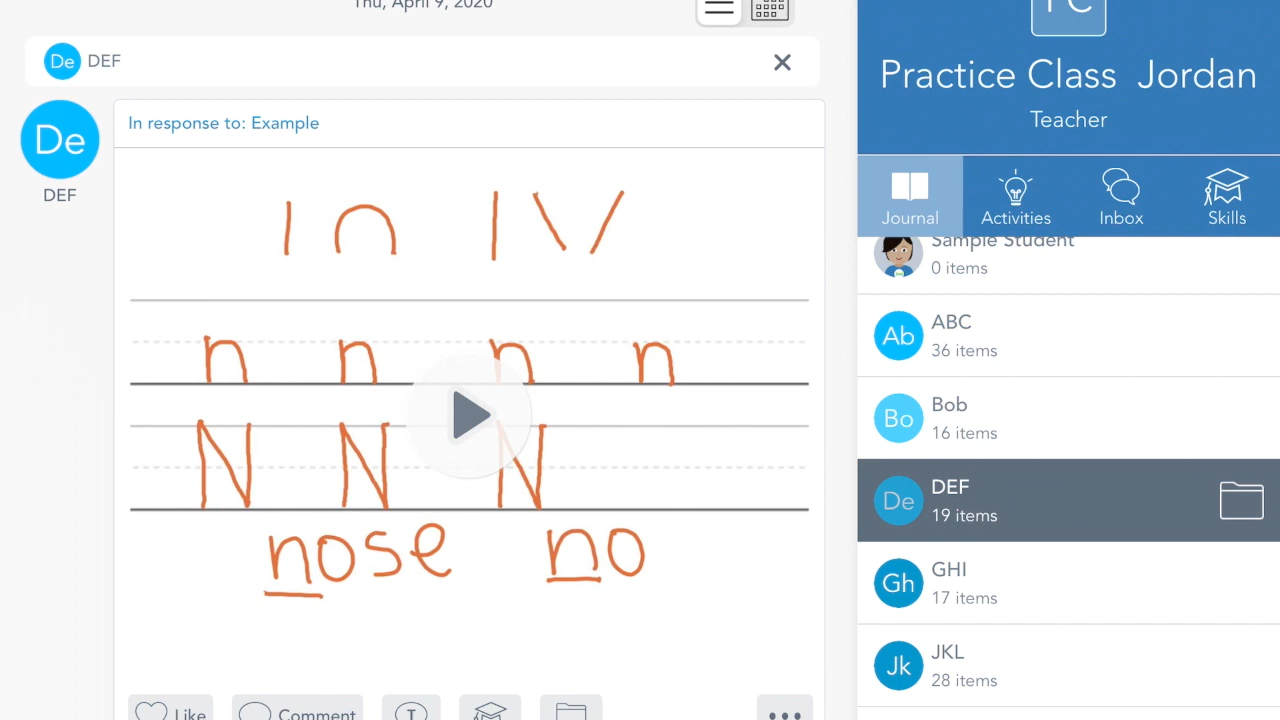 Thu, April 9, 2020
De DEF
De
DEF
In response to: Example
n n n n
N N N
nose no
Like
Comment
T
Practice Class Jordan
Teacher
Journal
Activities
Inbox
Skills
Sample Student
0 items
Ab
ABC
36 items
Bo
Bob
16 items
De
DEF
19 items
Gh
GHI
17 items
Jk
JKL
28 items